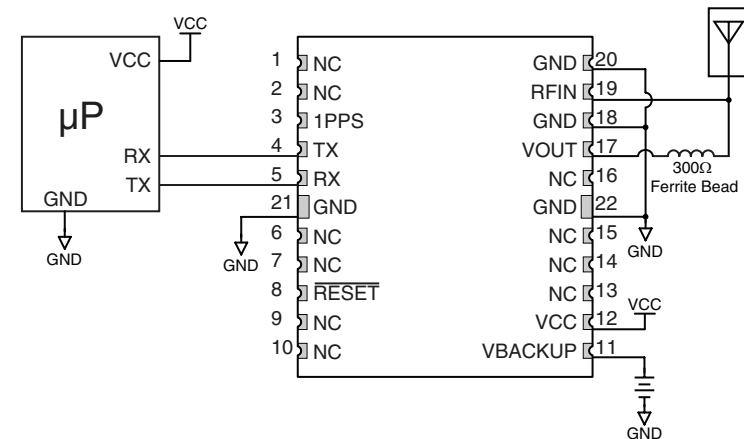 VCC
VCC
µP
RX
TX
GND
GND
1 NC
2 NC
3 1PPS
4 TX
5 RX
21 GND
GND
6 NC
7 NC
8 RESET
9 NC
10 NC
GND 20
RFIN 19
GND 18
VOUT 17
NC 16
GND 22
NC 15
NC 14
NC 13
VCC 12
VBACKUP 11
300Ω
Ferrite Bead
GND
VCC
GND